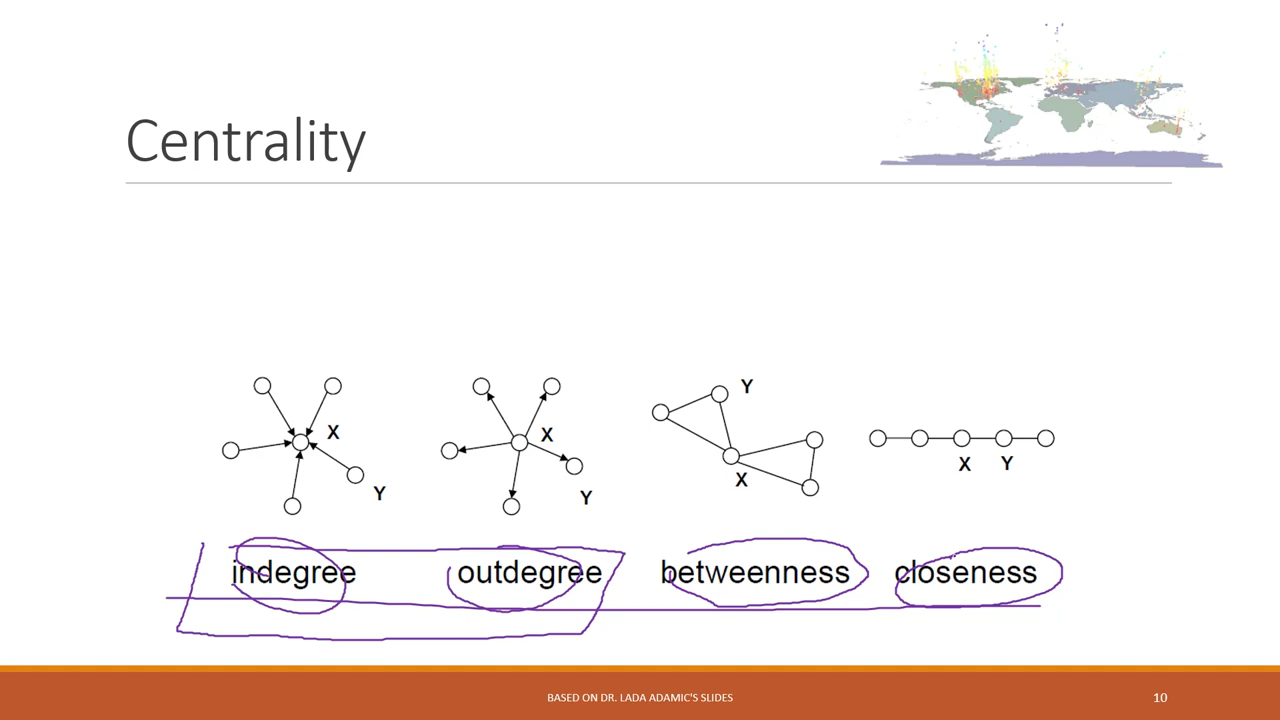 Centrality
X Y
X Y
Y X
X Y
indegree outdegree betweenness closeness
BASED ON DR. LADA ADAMIC'S SLIDES
10